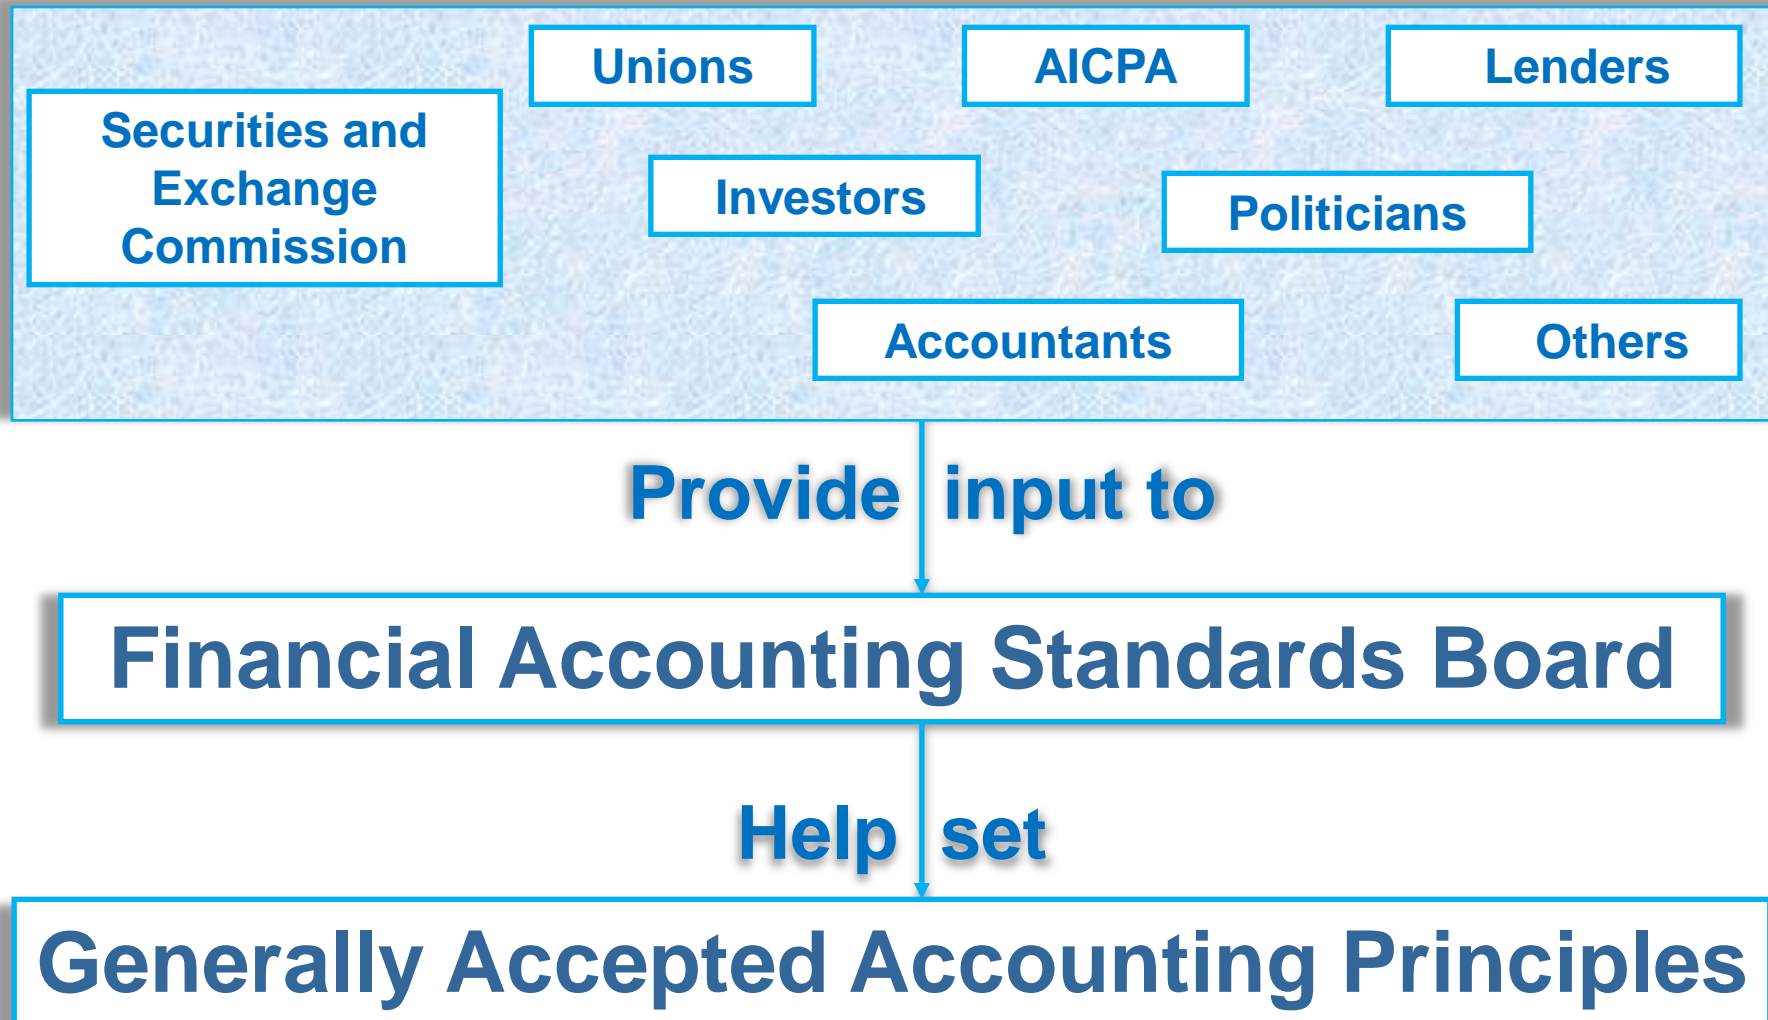 Unions
AICPA
Lenders
Securities and
Exchange
Commission
Investors
Politicians
Accountants
Others
Provide input to
Financial Accounting Standards Board
Help set
Generally Accepted Accounting Principles